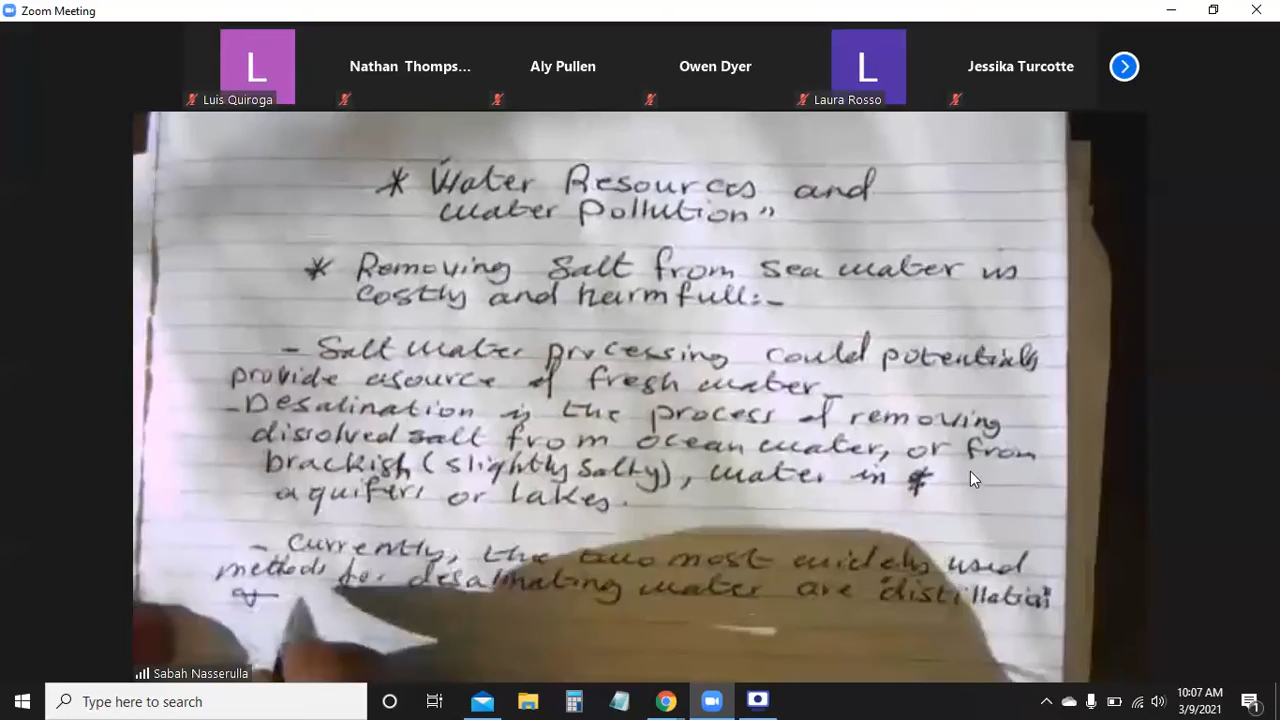 Zoom Meeting
L
Nathan Thomps...
Aly Pullen
Owen Dyer
L
Jessika Turcotte
Luis Quiroga
Laura Rosso
* "Water Resources and
water Pollution"
* Removing Salt from sea water is
costly and harmfull:-
- Salt water processing could potentials
provide a source of fresh water_
- Desalination is the process of removing
dissolved salt from ocean water, or from
brackish (slightly salty), water in
aquifers or lakes.
- Currently, the two most widely used
methods for desalinating water are "distillation"
Sabah Nasserulla
Type here to search
10:07 AM
3/9/2021
1